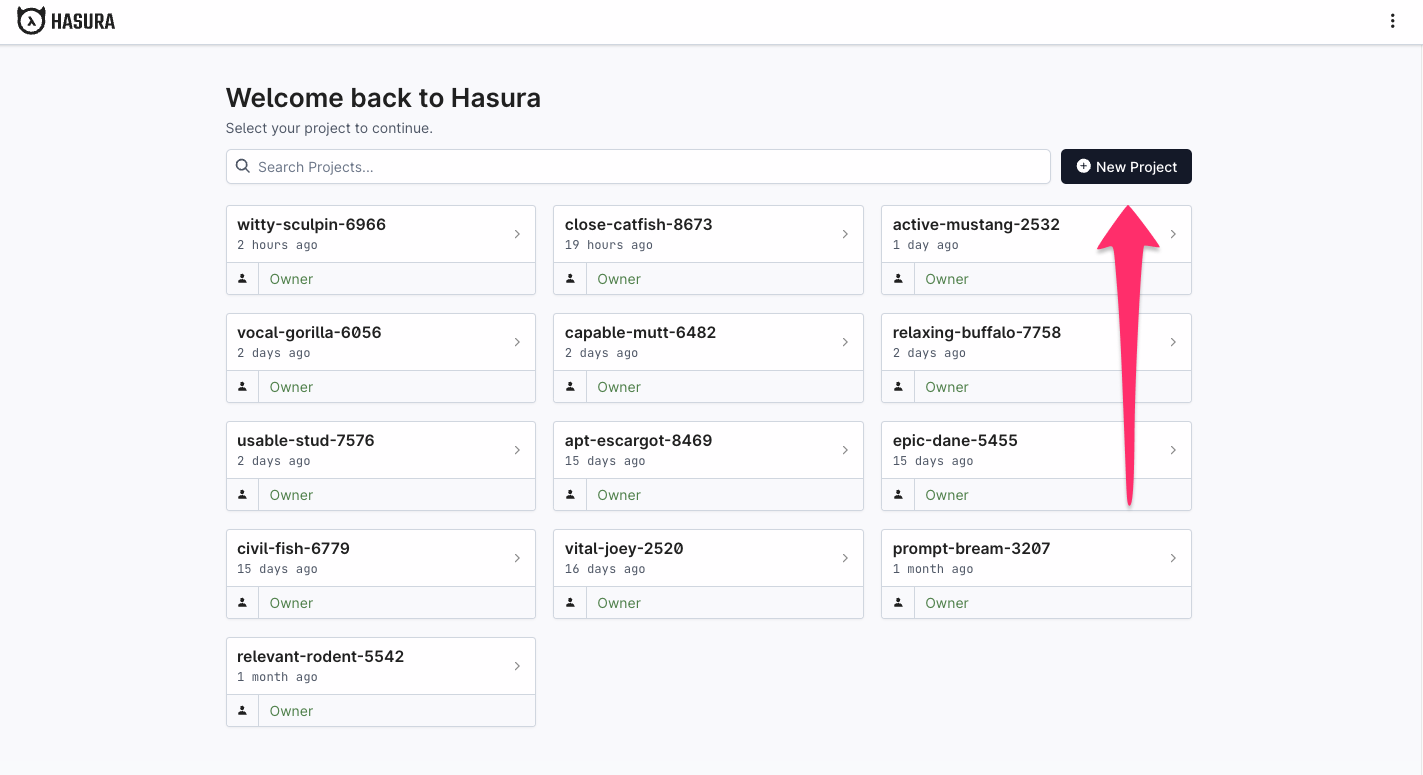 HASURA
Welcome back to Hasura
Select your project to continue.
Search Projects...
New Project
witty-sculpin-6966
2 hours ago
Owner
close-catfish-8673
19 hours ago
Owner
active-mustang-2532
1 day ago
Owner
vocal-gorilla-6056
2 days ago
Owner
capable-mutt-6482
2 days ago
Owner
relaxing-buffalo-7758
2 days ago
Owner
usable-stud-7576
2 days ago
Owner
apt-escargot-8469
15 days ago
Owner
epic-dane-5455
15 days ago
Owner
civil-fish-6779
15 days ago
Owner
vital-joey-2520
16 days ago
Owner
prompt-bream-3207
1 month ago
Owner
relevant-rodent-5542
1 month ago
Owner